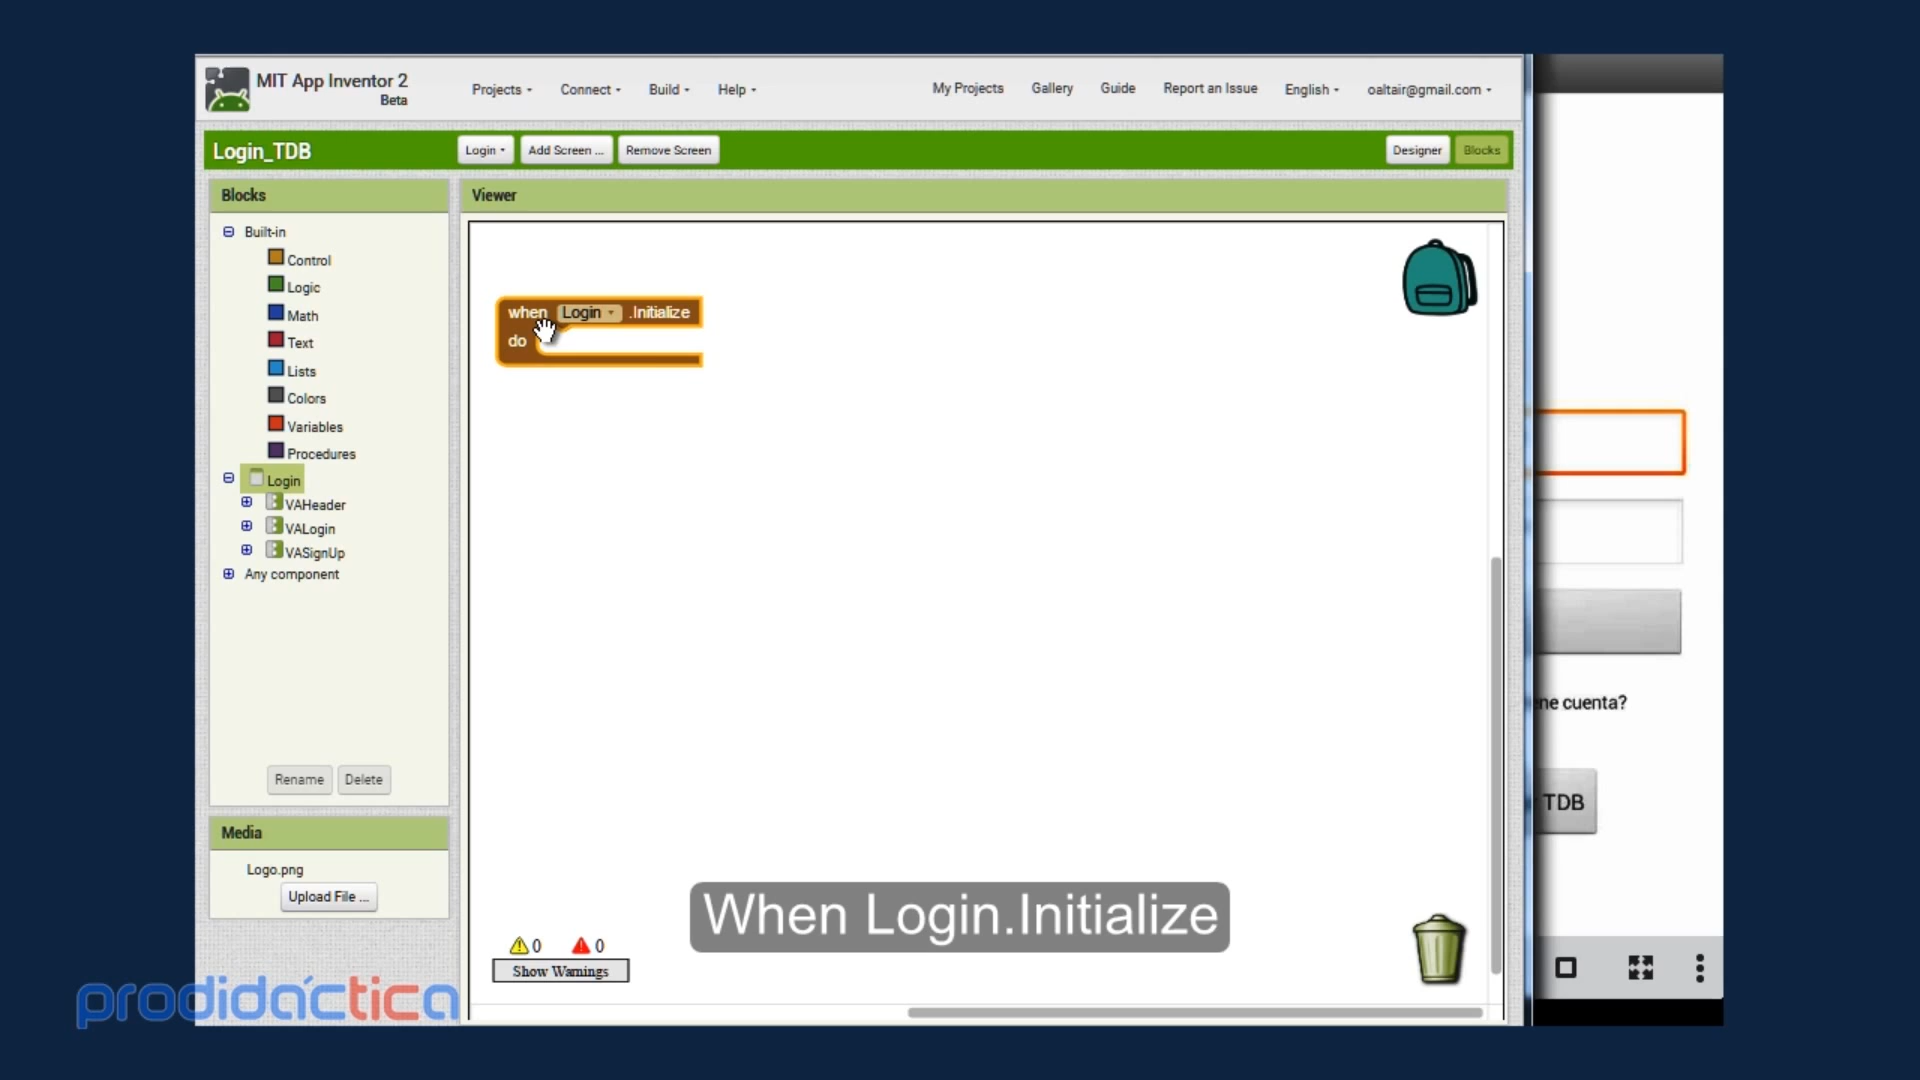 MIT App Inventor 2
Beta
Projects
Connect
Build
Help
My Projects
Gallery
Guide
Report an Issue
English
oaltair@gmail.com
Login_TDB
Login
Add Screen ...
Remove Screen
Designer
Blocks
Blocks
Viewer
Built-in
Control
Logic
Math
Text
Lists
Colors
Variables
Procedures
Login
VAHeader
VALogin
VASignUp
Any component
Rename
Delete
Media
Logo.png
Upload File ...
when Login .Initialize
do
0
0
Show Warnings
When Login.Initialize
cuenta?
TDB
prodidáctica